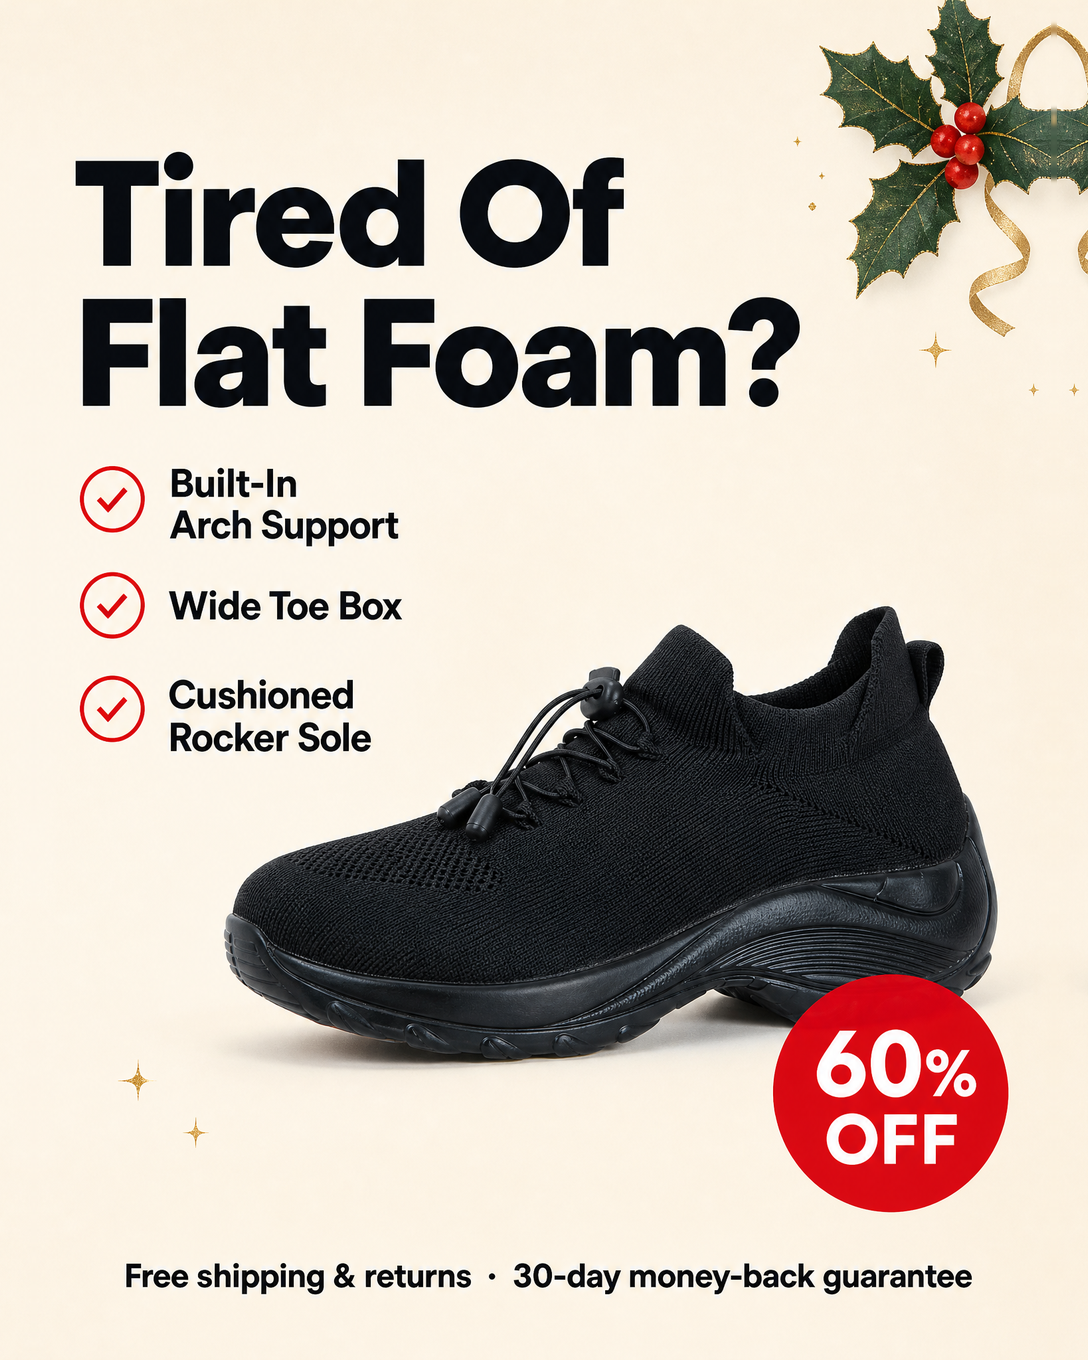 Tired Of
Flat Foam?
Built-In
Arch Support
Wide Toe Box
Cushioned
Rocker Sole
60%
OFF
Free shipping & returns · 30-day money-back guarantee